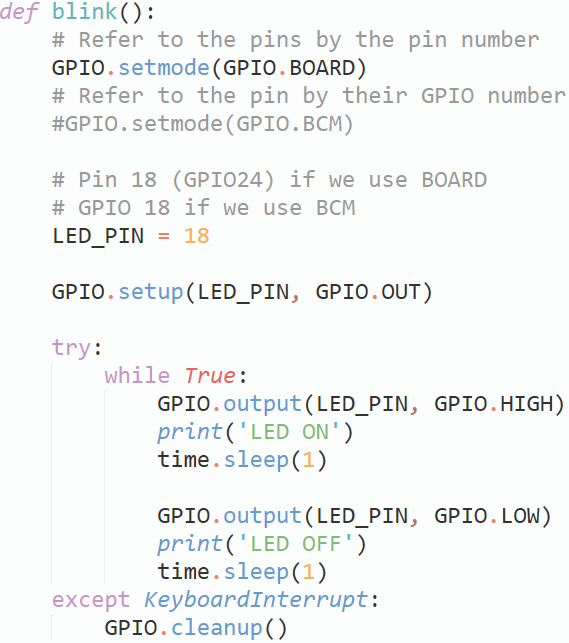 def blink():
    # Refer to the pins by the pin number
    GPIO.setmode(GPIO.BOARD)
    # Refer to the pin by their GPIO number
    #GPIO.setmode(GPIO.BCM)

    # Pin 18 (GPIO24) if we use BOARD
    # GPIO 18 if we use BCM
    LED_PIN = 18

    GPIO.setup(LED_PIN, GPIO.OUT)

    try:
        while True:
            GPIO.output(LED_PIN, GPIO.HIGH)
            print('LED ON')
            time.sleep(1)

            GPIO.output(LED_PIN, GPIO.LOW)
            print('LED OFF')
            time.sleep(1)
    except KeyboardInterrupt:
        GPIO.cleanup()